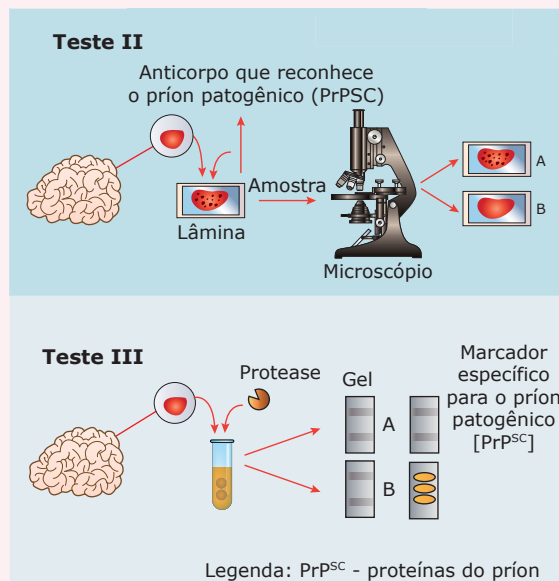 Teste II
Anticorpo que reconhece
o príon patogênico (PrPSC)
Amostra
Lâmina
Microscópio
A
B
Teste III
Protease
Gel
A
B
Marcador
específico
para o príon
patogênico
[PrPSC]
Legenda: PrPSC - proteínas do príon